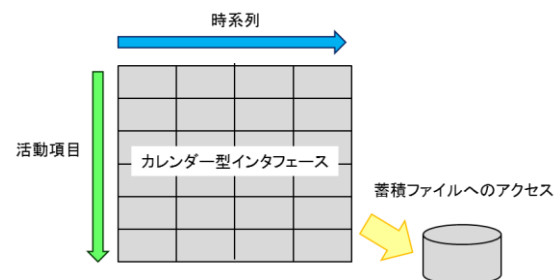 時系列
活動項目
カレンダー型インタフェース
蓄積ファイルへのアクセス